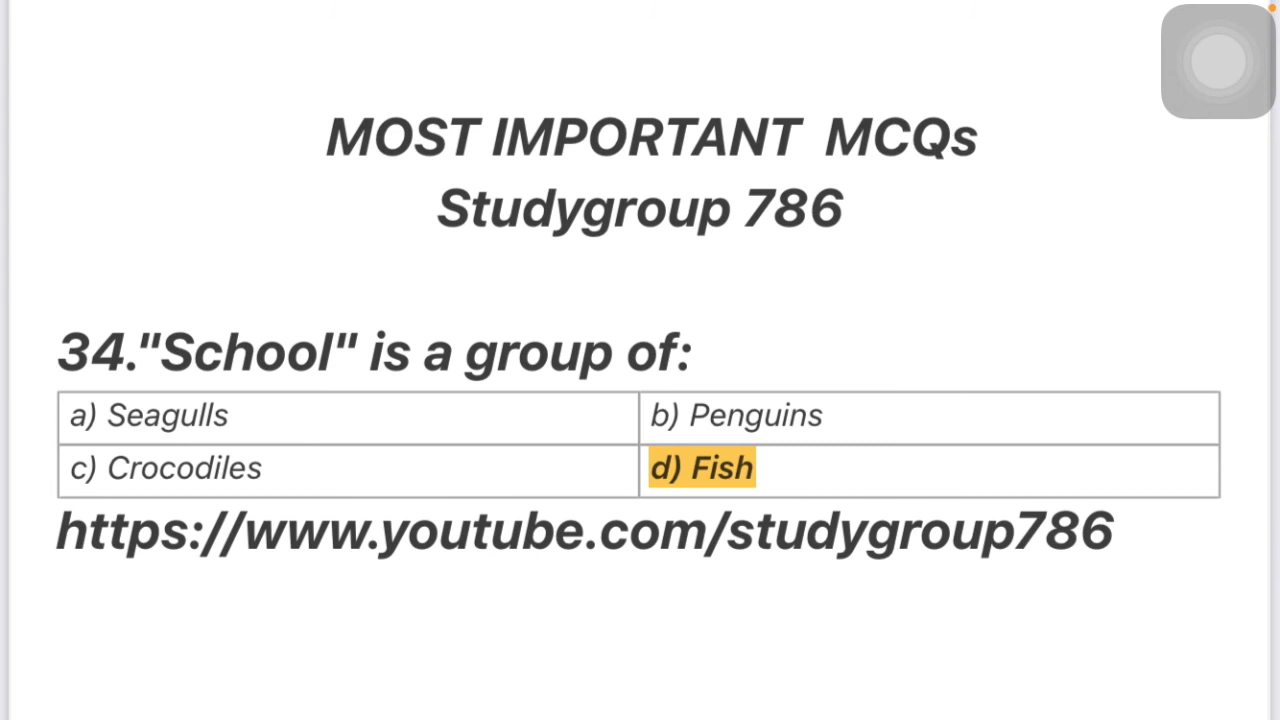 MOST IMPORTANT MCQs
Studygroup 786
34."School" is a group of:
a) Seagulls b) Penguins
c) Crocodiles d) Fish
https://www.youtube.com/studygroup786